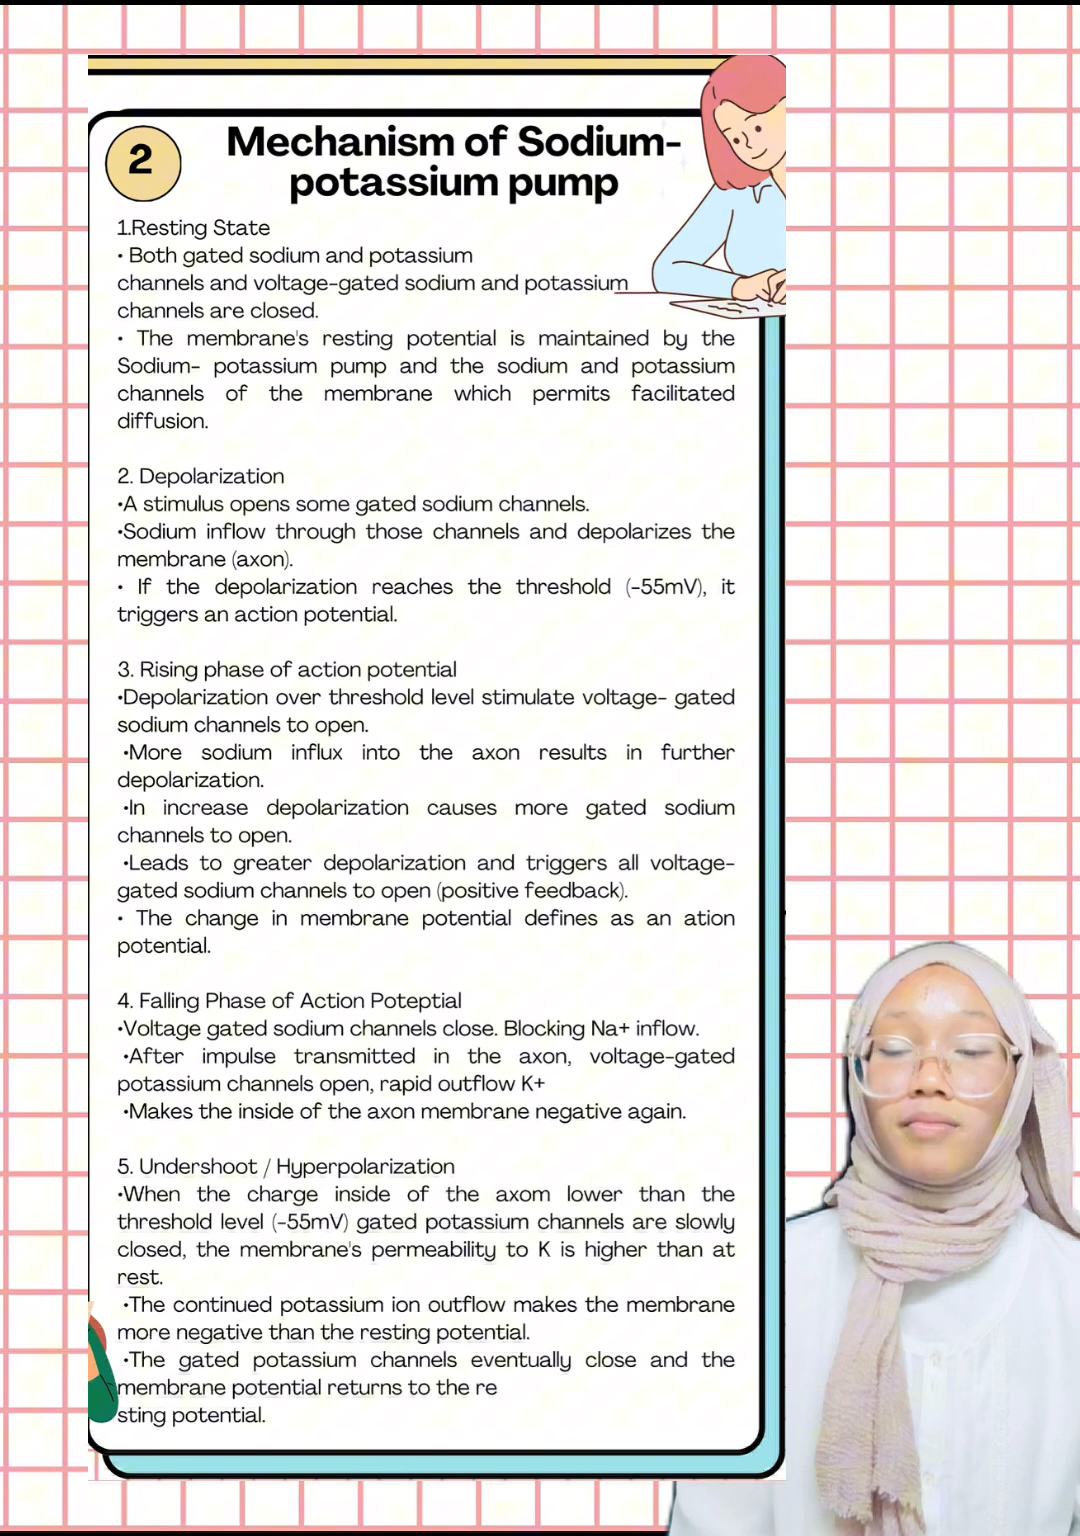 2
Mechanism of Sodium-
potassium pump
1.Resting State
• Both gated sodium and potassium
channels and voltage-gated sodium and potassium
channels are closed.
• The membrane's resting potential is maintained by the
Sodium- potassium pump and the sodium and potassium
channels of the membrane which permits facilitated
diffusion.
2. Depolarization
•A stimulus opens some gated sodium channels.
•Sodium inflow through those channels and depolarizes the
membrane (axon).
• If the depolarization reaches the threshold (-55mV), it
triggers an action potential.
3. Rising phase of action potential
•Depolarization over threshold level stimulate voltage- gated
sodium channels to open.
•More sodium influx into the axon results in further
depolarization.
•In increase depolarization causes more gated sodium
channels to open.
•Leads to greater depolarization and triggers all voltage-
gated sodium channels to open (positive feedback).
• The change in membrane potential defines as an ation
potential.
4. Falling Phase of Action Poteptial
•Voltage gated sodium channels close. Blocking Na+ inflow.
•After impulse transmitted in the axon, voltage-gated
potassium channels open, rapid outflow K+
•Makes the inside of the axon membrane negative again.
5. Undershoot / Hyperpolarization
•When the charge inside of the axom lower than the
threshold level (-55mV) gated potassium channels are slowly
closed, the membrane's permeability to K is higher than at
rest.
•The continued potassium ion outflow makes the membrane
more negative than the resting potential.
•The gated potassium channels eventually close and the
membrane potential returns to the re
sting potential.